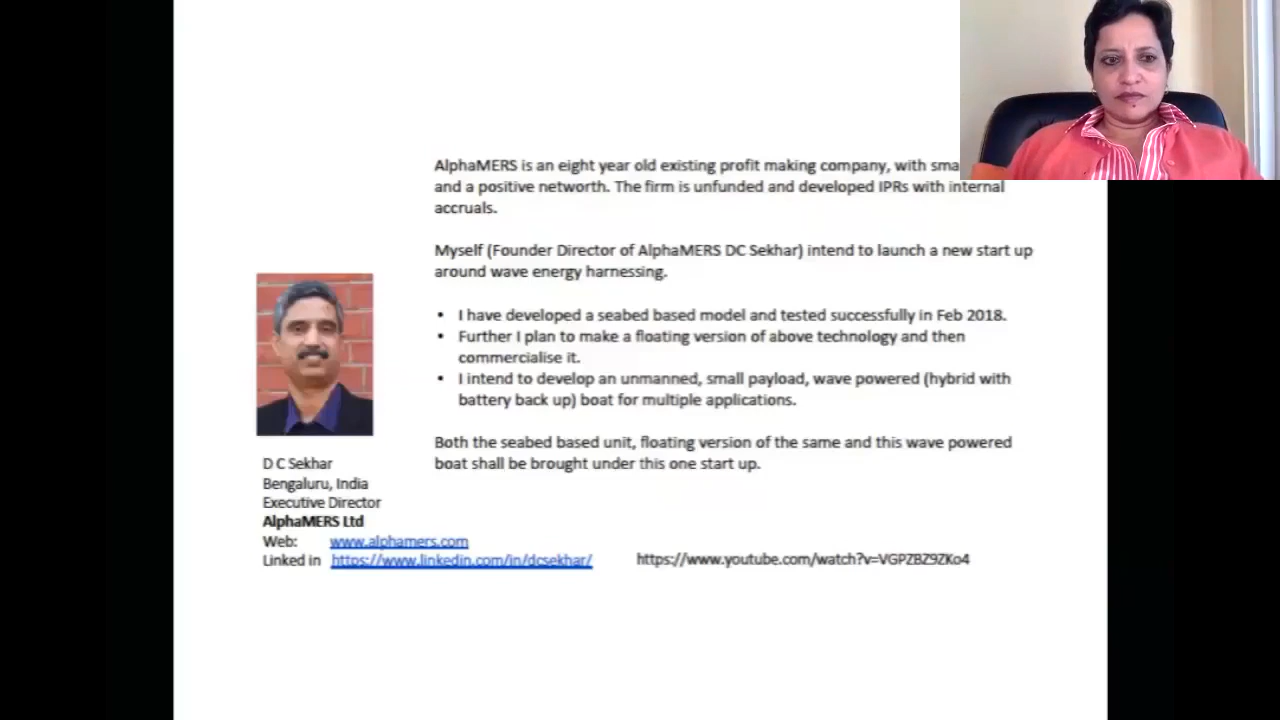 AlphaMERS is an eight year old existing profit making company, with
and a positive networth. The firm is unfunded and developed IPRs with internal
accruals.
Myself (Founder Director of AlphaMERS DC Sekhar) intend to launch a new start up
around wave energy harnessing.
• I have developed a seabed based model and tested successfully in Feb 2018.
• Further I plan to make a floating version of above technology and then
commercialise it.
• I intend to develop an unmanned, small payload, wave powered (hybrid with
battery back up) boat for multiple applications.
Both the seabed based unit, floating version of the same and this wave powered
boat shall be brought under this one start up.
D C Sekhar
Bengaluru, India
Executive Director
AlphaMERS Ltd
Web: www.alphamers.com
Linked in https://www.linkedin.com/in/dcsekhar/
https://www.youtube.com/watch?v=VGPZBZ9ZKo4